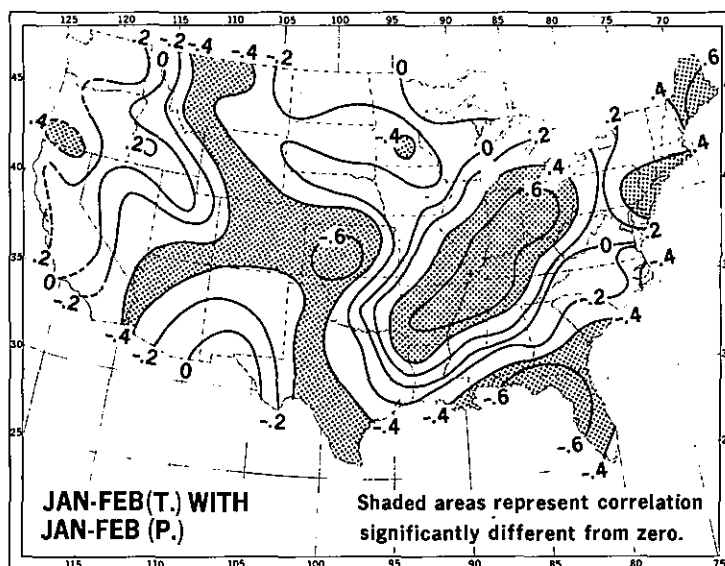 125 120 115 110 105 100 95 90 85 80 75 70
.2 -.2 -.4 -.4 -.2
0 0 .6
45
.4 .2 -.4 0 .2 .4 .2 .4
40 .4
.6
-.6 .2
35 0
.2 -.4
0 -.2 -.2
-.4 -.4
30 -.2
0 -.2 -.4 -.4 -.6
25 -.6
-.4
JAN-FEB(T.) WITH
JAN-FEB (P.)
Shaded areas represent correlation
significantly different from zero.
115 110 105 100 95 90 85 80